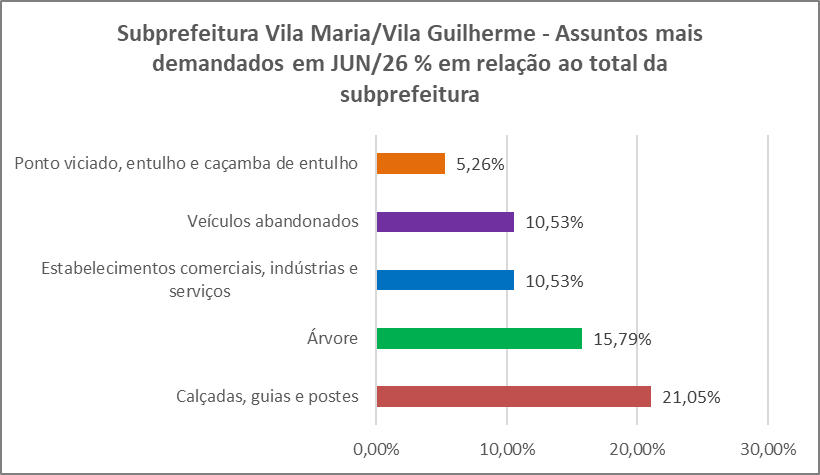 Subprefeitura Vila Maria/Vila Guilherme - Assuntos mais
demandados em JUN/26 % em relação ao total da
subprefeitura
Ponto viciado, entulho e caçamba de entulho
5,26%
Veículos abandonados
10,53%
Estabelecimentos comerciais, indústrias e
serviços
10,53%
Árvore
15,79%
Calçadas, guias e postes
21,05%
0,00%
10,00%
20,00%
30,00%